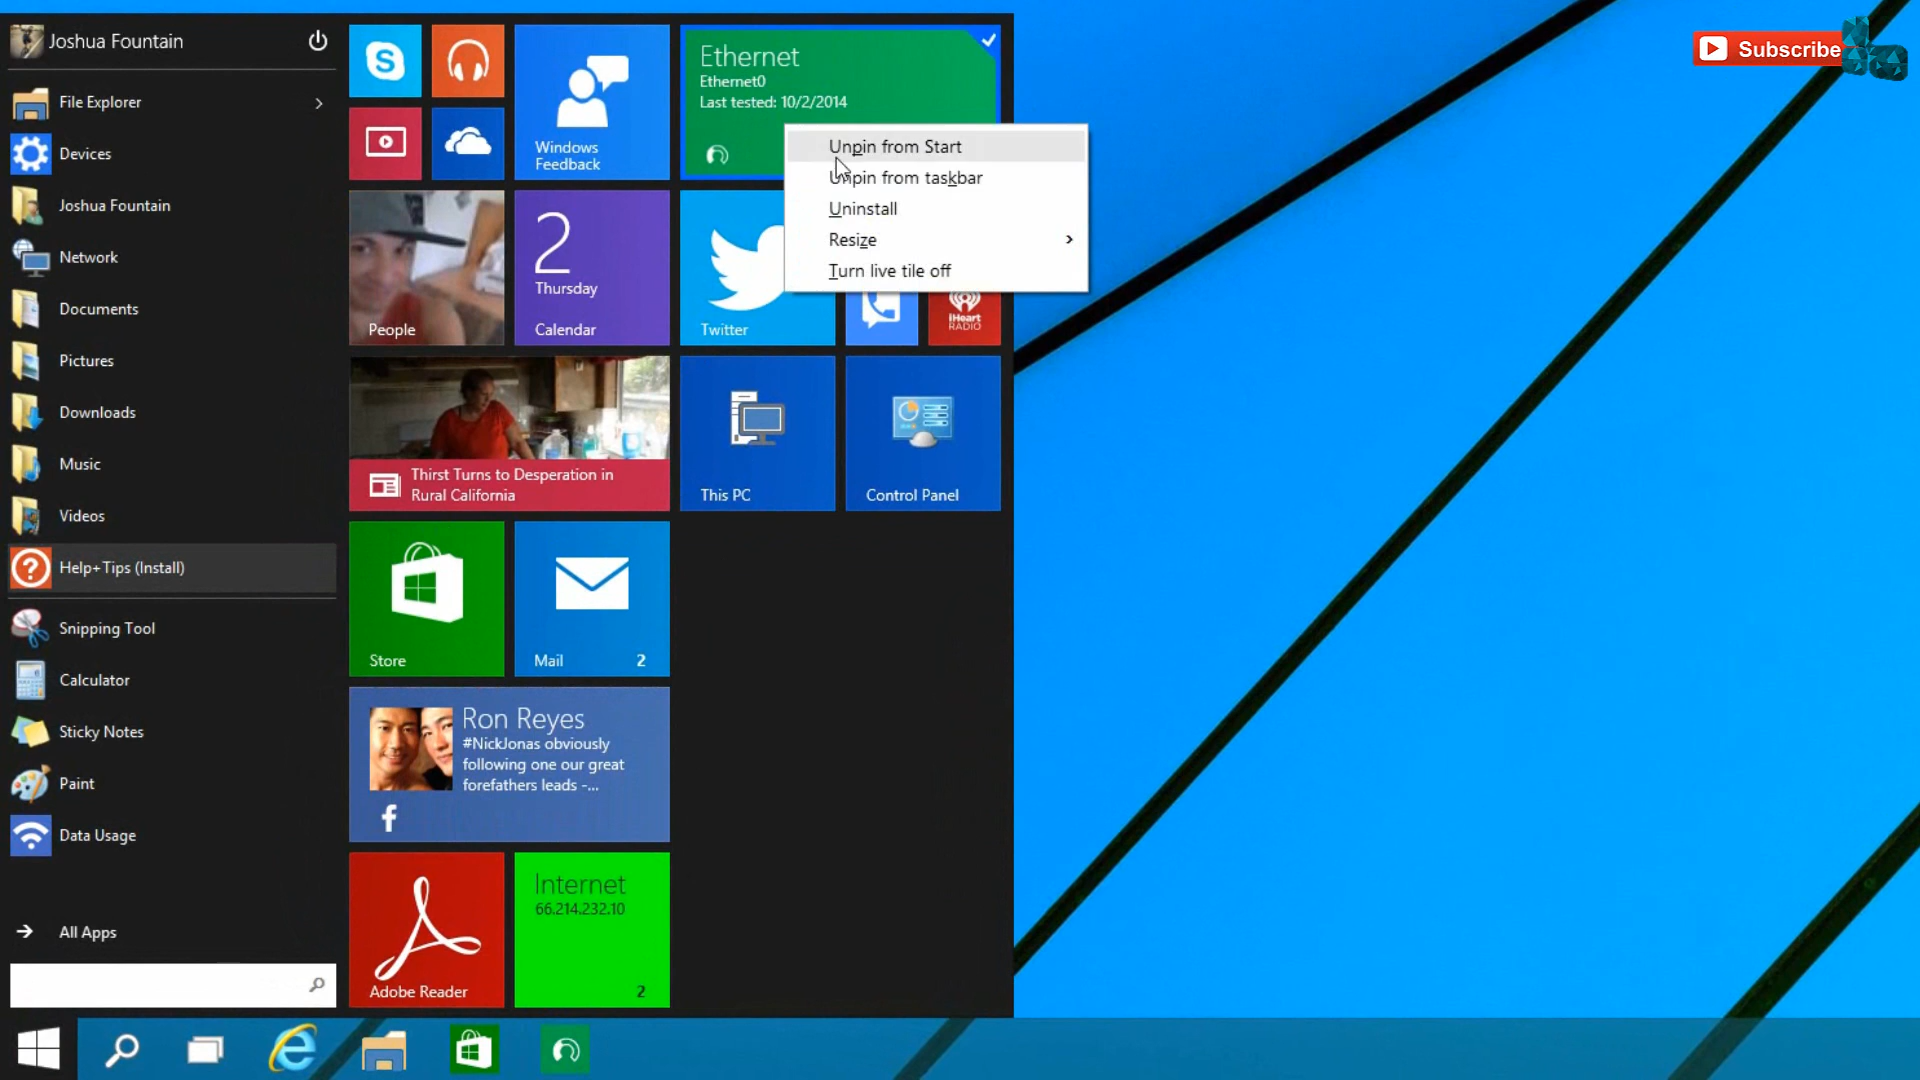 Joshua Fountain
File Explorer
Devices
Joshua Fountain
Network
Documents
Pictures
Downloads
Music
Videos
Help+Tips (Install)
Snipping Tool
Calculator
Sticky Notes
Paint
Data Usage
All Apps
Windows
Feedback
Ethernet
Ethernet0
Last tested: 10/2/2014
Unpin from Start
Unpin from taskbar
Uninstall
Resize
Turn live tile off
People
2
Thursday
Calendar
Twitter
iHeart
RADIO
Thirst Turns to Desperation in
Rural California
This PC
Control Panel
Store
Mail 2
Ron Reyes
#NickJonas obviously
following one our great
forefathers leads -...
Adobe Reader
Internet
66.214.232.10
2
Subscribe